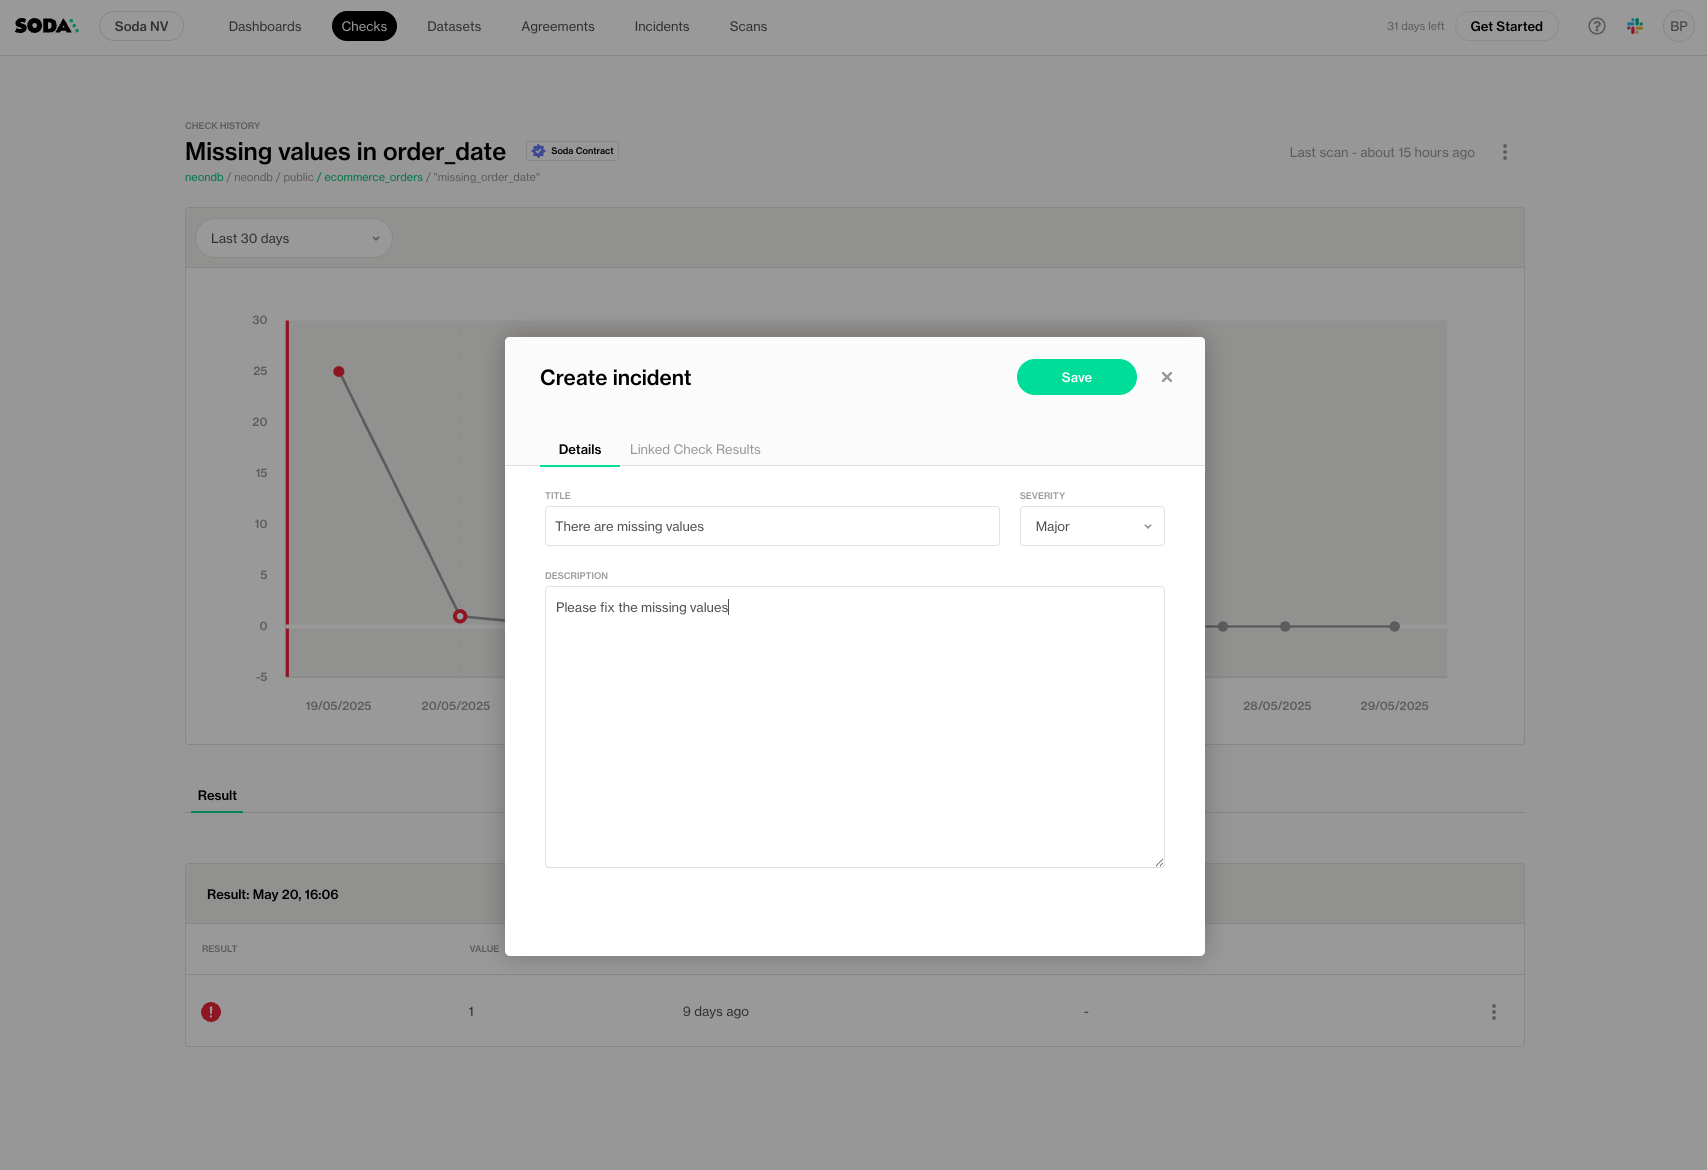 SODA
Soda NV
Dashboards
Checks
Datasets
Agreements
Incidents
Scans
31 days left
Get Started
BP
CHECK HISTORY
Missing values in order_date
Soda Contract
Last scan - about 15 hours ago
neondb / neondb / public / ecommerce_orders / "missing_order_date"
Last 30 days
30
25
20
15
10
5
0
-5
19/05/2025
20/05/2025
28/05/2025
29/05/2025
Create incident
Save
Details
Linked Check Results
TITLE
SEVERITY
There are missing values
Major
DESCRIPTION
Please fix the missing values
Result
Result: May 20, 16:06
RESULT
VALUE
1
9 days ago
-